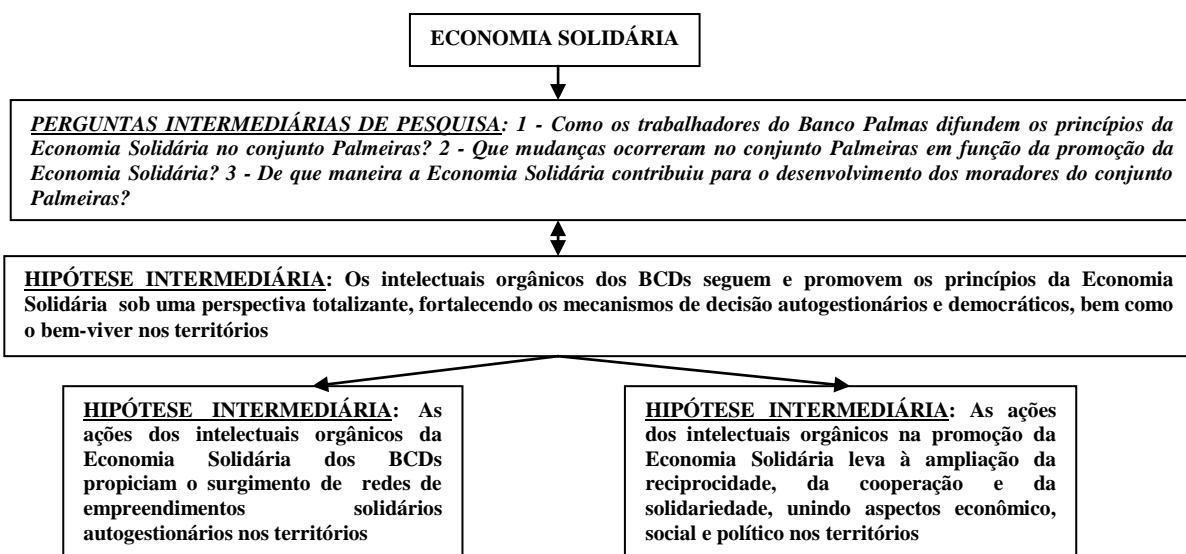 ECONOMIA SOLIDÁRIA
PERGUNTAS INTERMEDIÁRIAS DE PESQUISA: 1 - Como os trabalhadores do Banco Palmas difundem os princípios da
Economia Solidária no conjunto Palmeiras? 2 - Que mudanças ocorreram no conjunto Palmeiras em função da promoção da
Economia Solidária? 3 - De que maneira a Economia Solidária contribuiu para o desenvolvimento dos moradores do conjunto
Palmeiras?
HIPÓTESE INTERMEDIÁRIA: Os intelectuais orgânicos dos BCDs seguem e promovem os princípios da Economia
Solidária sob uma perspectiva totalizante, fortalecendo os mecanismos de decisão autogestionários e democráticos, bem como
o bem-viver nos territórios
HIPÓTESE INTERMEDIÁRIA: As
ações dos intelectuais orgânicos da
Economia Solidária dos BCDs
propiciam o surgimento de redes de
empreendimentos solidários
autogestionários nos territórios
HIPÓTESE INTERMEDIÁRIA: As ações
dos intelectuais orgânicos na promoção da
Economia Solidária leva à ampliação da
reciprocidade, da cooperação e da
solidariedade, unindo aspectos econômico,
social e político nos territórios